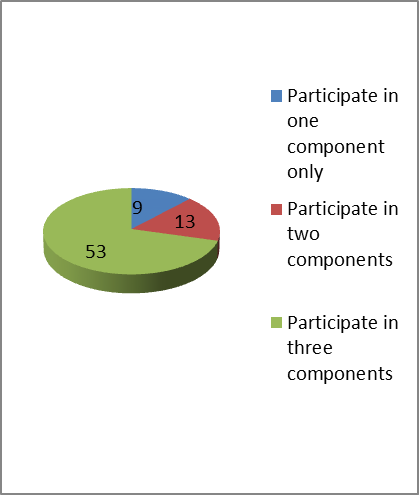 9
13
53
Participate in
one
component
only
Participate in
two
components
Participate in
three
components